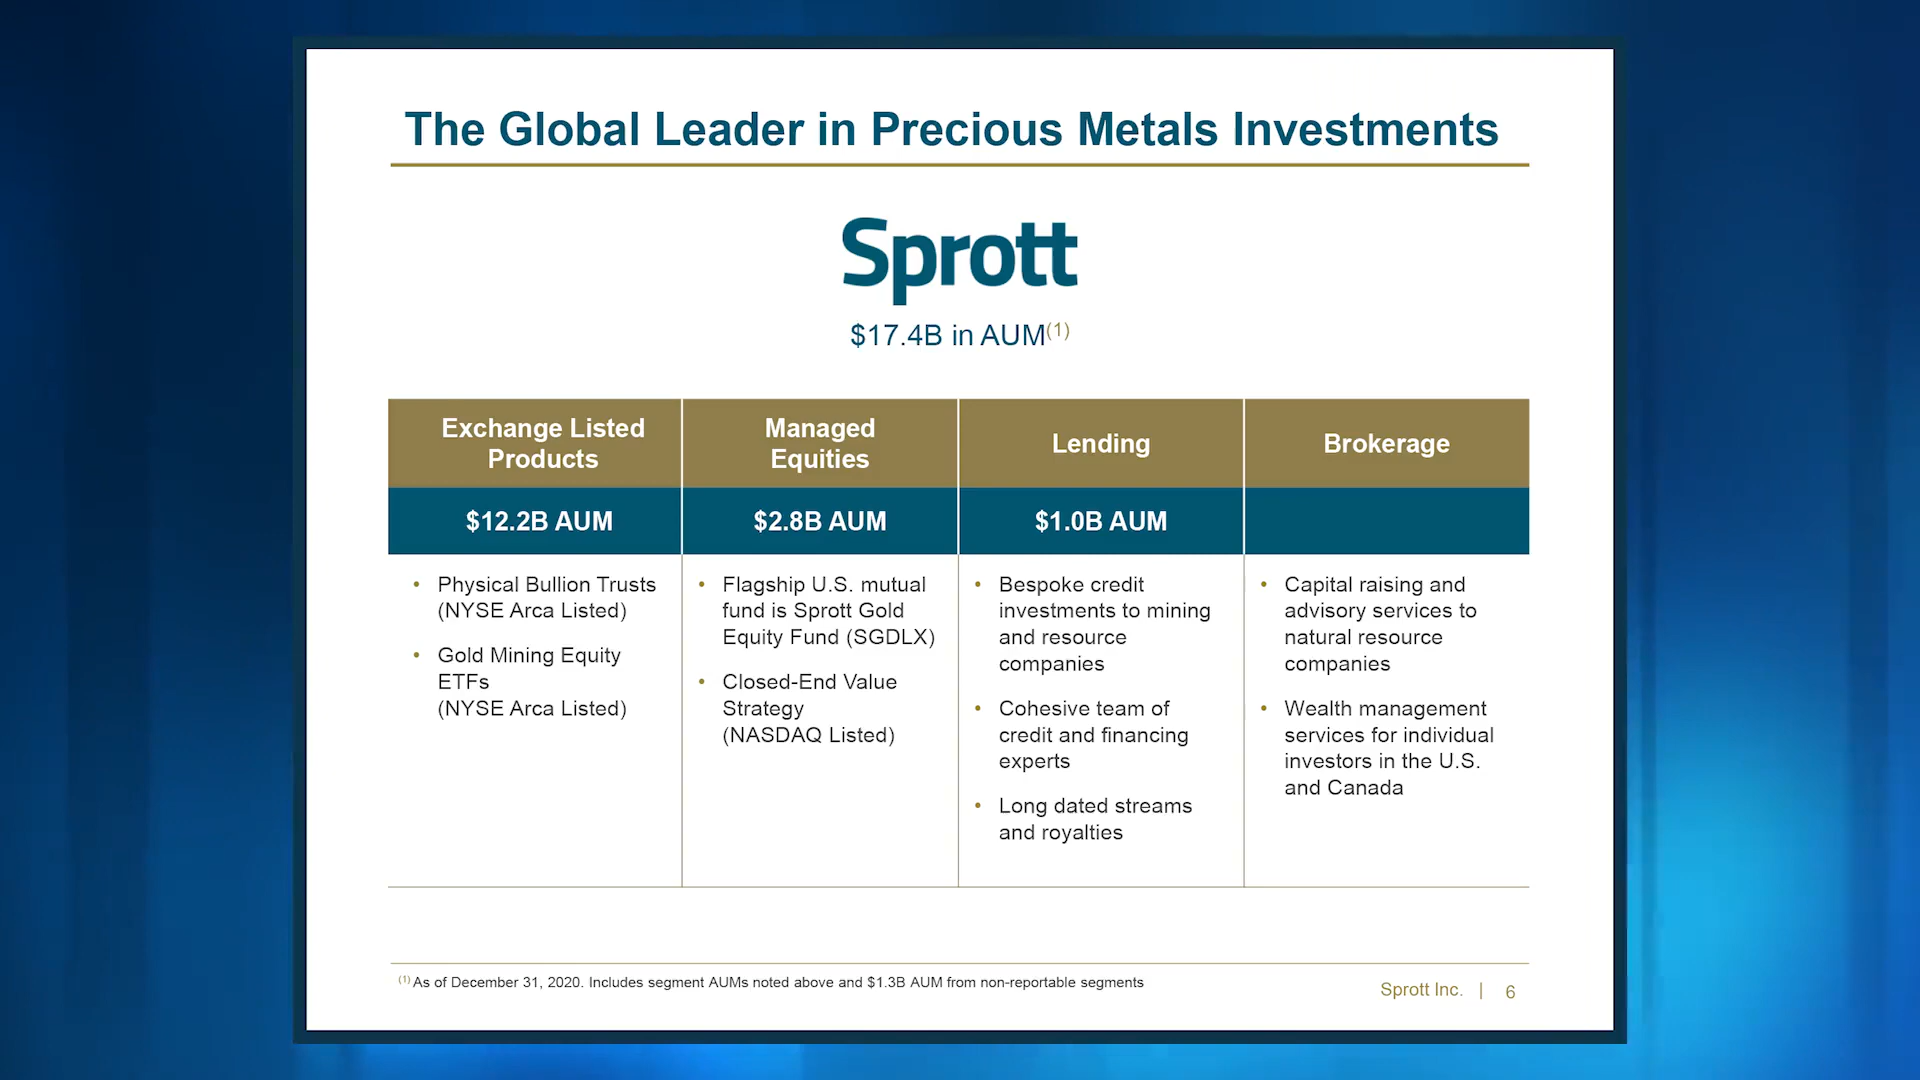 The Global Leader in Precious Metals Investments
Sprott
$17.4B in AUM(1)
Exchange Listed
Products
$12.2B AUM
• Physical Bullion Trusts
(NYSE Arca Listed)
• Gold Mining Equity
ETFs
(NYSE Arca Listed)
Managed
Equities
$2.8B AUM
• Flagship U.S. mutual
fund is Sprott Gold
Equity Fund (SGDLX)
• Closed-End Value
Strategy
(NASDAQ Listed)
Lending
$1.0B AUM
• Bespoke credit
investments to mining
and resource
companies
• Cohesive team of
credit and financing
experts
• Long dated streams
and royalties
Brokerage
• Capital raising and
advisory services to
natural resource
companies
• Wealth management
services for individual
investors in the U.S.
and Canada
(1) As of December 31, 2020. Includes segment AUMs noted above and $1.3B AUM from non-reportable segments
Sprott Inc. | 6